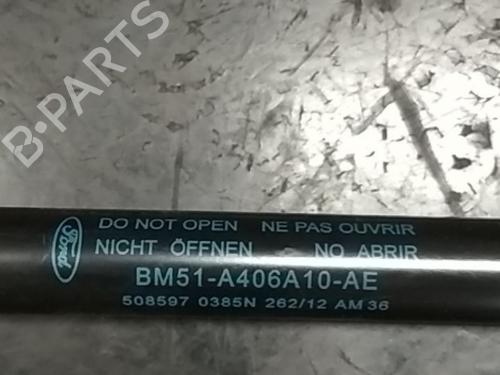 B-Parts
DO NOT OPEN NE PAS OUVRIR
Ford
NICHT ÖFFNEN NO ABRIR
BM51-A406A10-AE
508597 0385N 262/12 AM 36